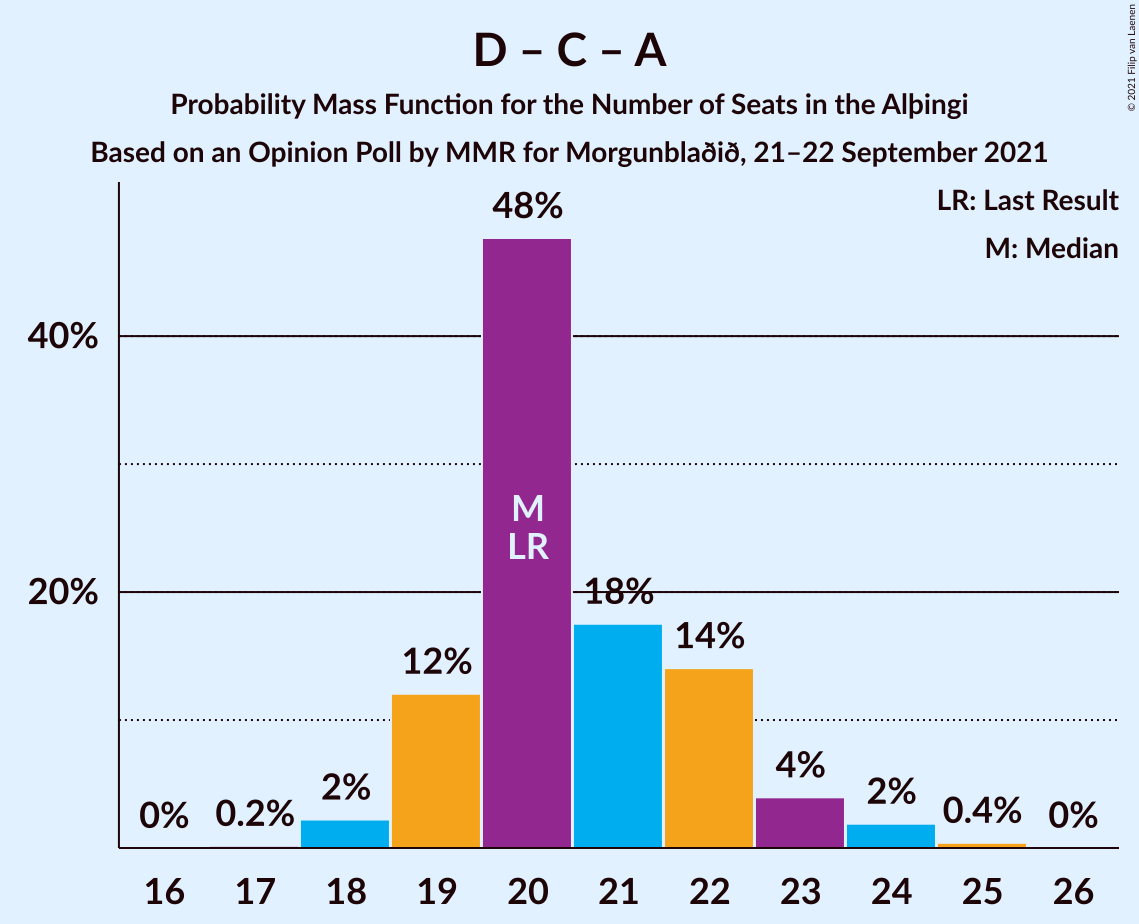 D – C – A
Probability Mass Function for the Number of Seats in the Alþingi
Based on an Opinion Poll by MMR for Morgunblaðið, 21–22 September 2021
© 2021 Filip van Laenen
LR: Last Result
M: Median
40%
20%
0%
0.2%
2%
12%
48%
M
LR
18%
14%
4%
2%
0.4%
0%
16 17 18 19 20 21 22 23 24 25 26